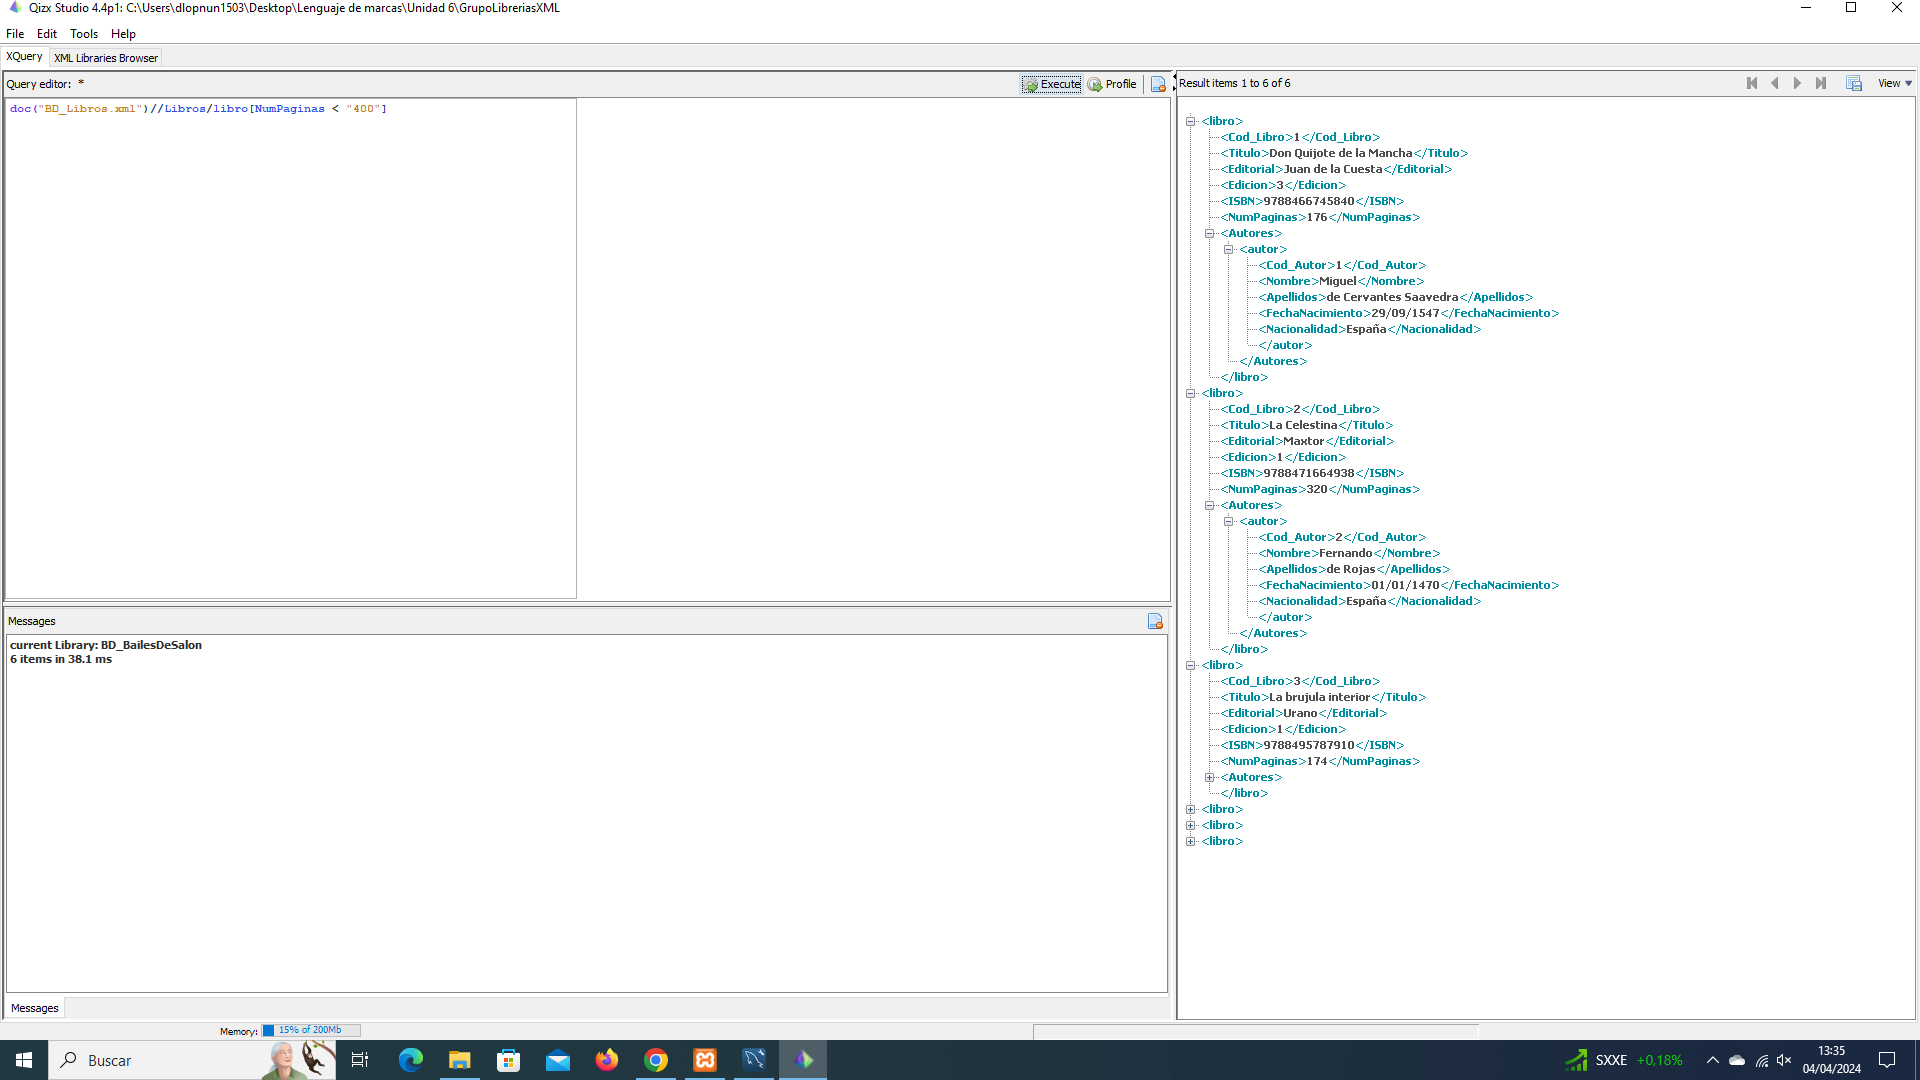 Qizx Studio 4.4p1: C:\Users\dlopnun1503\Desktop\Lenguaje de marcas\Unidad 6\GrupoLibreriasXML
File Edit Tools Help
XQuery XML Libraries Browser
Query editor: * Execute Profile
doc("BD_Libros.xml")//Libros/libro[NumPaginas < "400"]
Messages
current Library: BD_BailesDeSalon
6 items in 38.1 ms
Messages
Memory: 15% of 200Mb
Result items 1 to 6 of 6 View
<libro>
<Cod_Libro>1</Cod_Libro>
<Titulo>Don Quijote de la Mancha</Titulo>
<Editorial>Juan de la Cuesta</Editorial>
<Edicion>3</Edicion>
<ISBN>9788466745840</ISBN>
<NumPaginas>176</NumPaginas>
<Autores>
<autor>
<Cod_Autor>1</Cod_Autor>
<Nombre>Miguel</Nombre>
<Apellidos>de Cervantes Saavedra</Apellidos>
<FechaNacimiento>29/09/1547</FechaNacimiento>
<Nacionalidad>España</Nacionalidad>
</autor>
</Autores>
</libro>
<libro>
<Cod_Libro>2</Cod_Libro>
<Titulo>La Celestina</Titulo>
<Editorial>Maxtor</Editorial>
<Edicion>1</Edicion>
<ISBN>9788471664938</ISBN>
<NumPaginas>320</NumPaginas>
<Autores>
<autor>
<Cod_Autor>2</Cod_Autor>
<Nombre>Fernando</Nombre>
<Apellidos>de Rojas</Apellidos>
<FechaNacimiento>01/01/1470</FechaNacimiento>
<Nacionalidad>España</Nacionalidad>
</autor>
</Autores>
</libro>
<libro>
<Cod_Libro>3</Cod_Libro>
<Titulo>La brujula interior</Titulo>
<Editorial>Urano</Editorial>
<Edicion>1</Edicion>
<ISBN>9788495787910</ISBN>
<NumPaginas>174</NumPaginas>
<Autores>
</libro>
<libro>
<libro>
<libro>
Buscar
SXXE +0,18%
13:35
04/04/2024